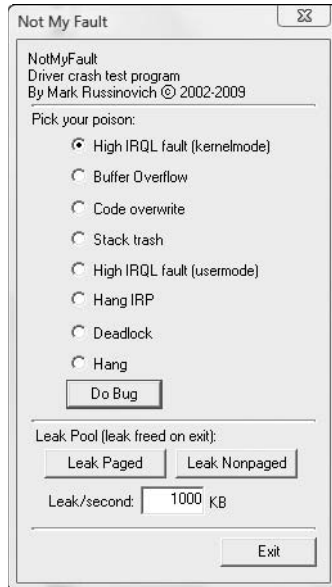 Not My Fault
NotMyFault
Driver crash test program
By Mark Russinovich © 2002-2009
Pick your poison:
High IRQL fault (kernelmode)
Buffer Overflow
Code overwrite
Stack trash
High IRQL fault (usermode)
Hang IRP
Deadlock
Hang
Do Bug
Leak Pool (leak freed on exit):
Leak Paged Leak Nonpaged
Leak/second: 1000 KB
Exit